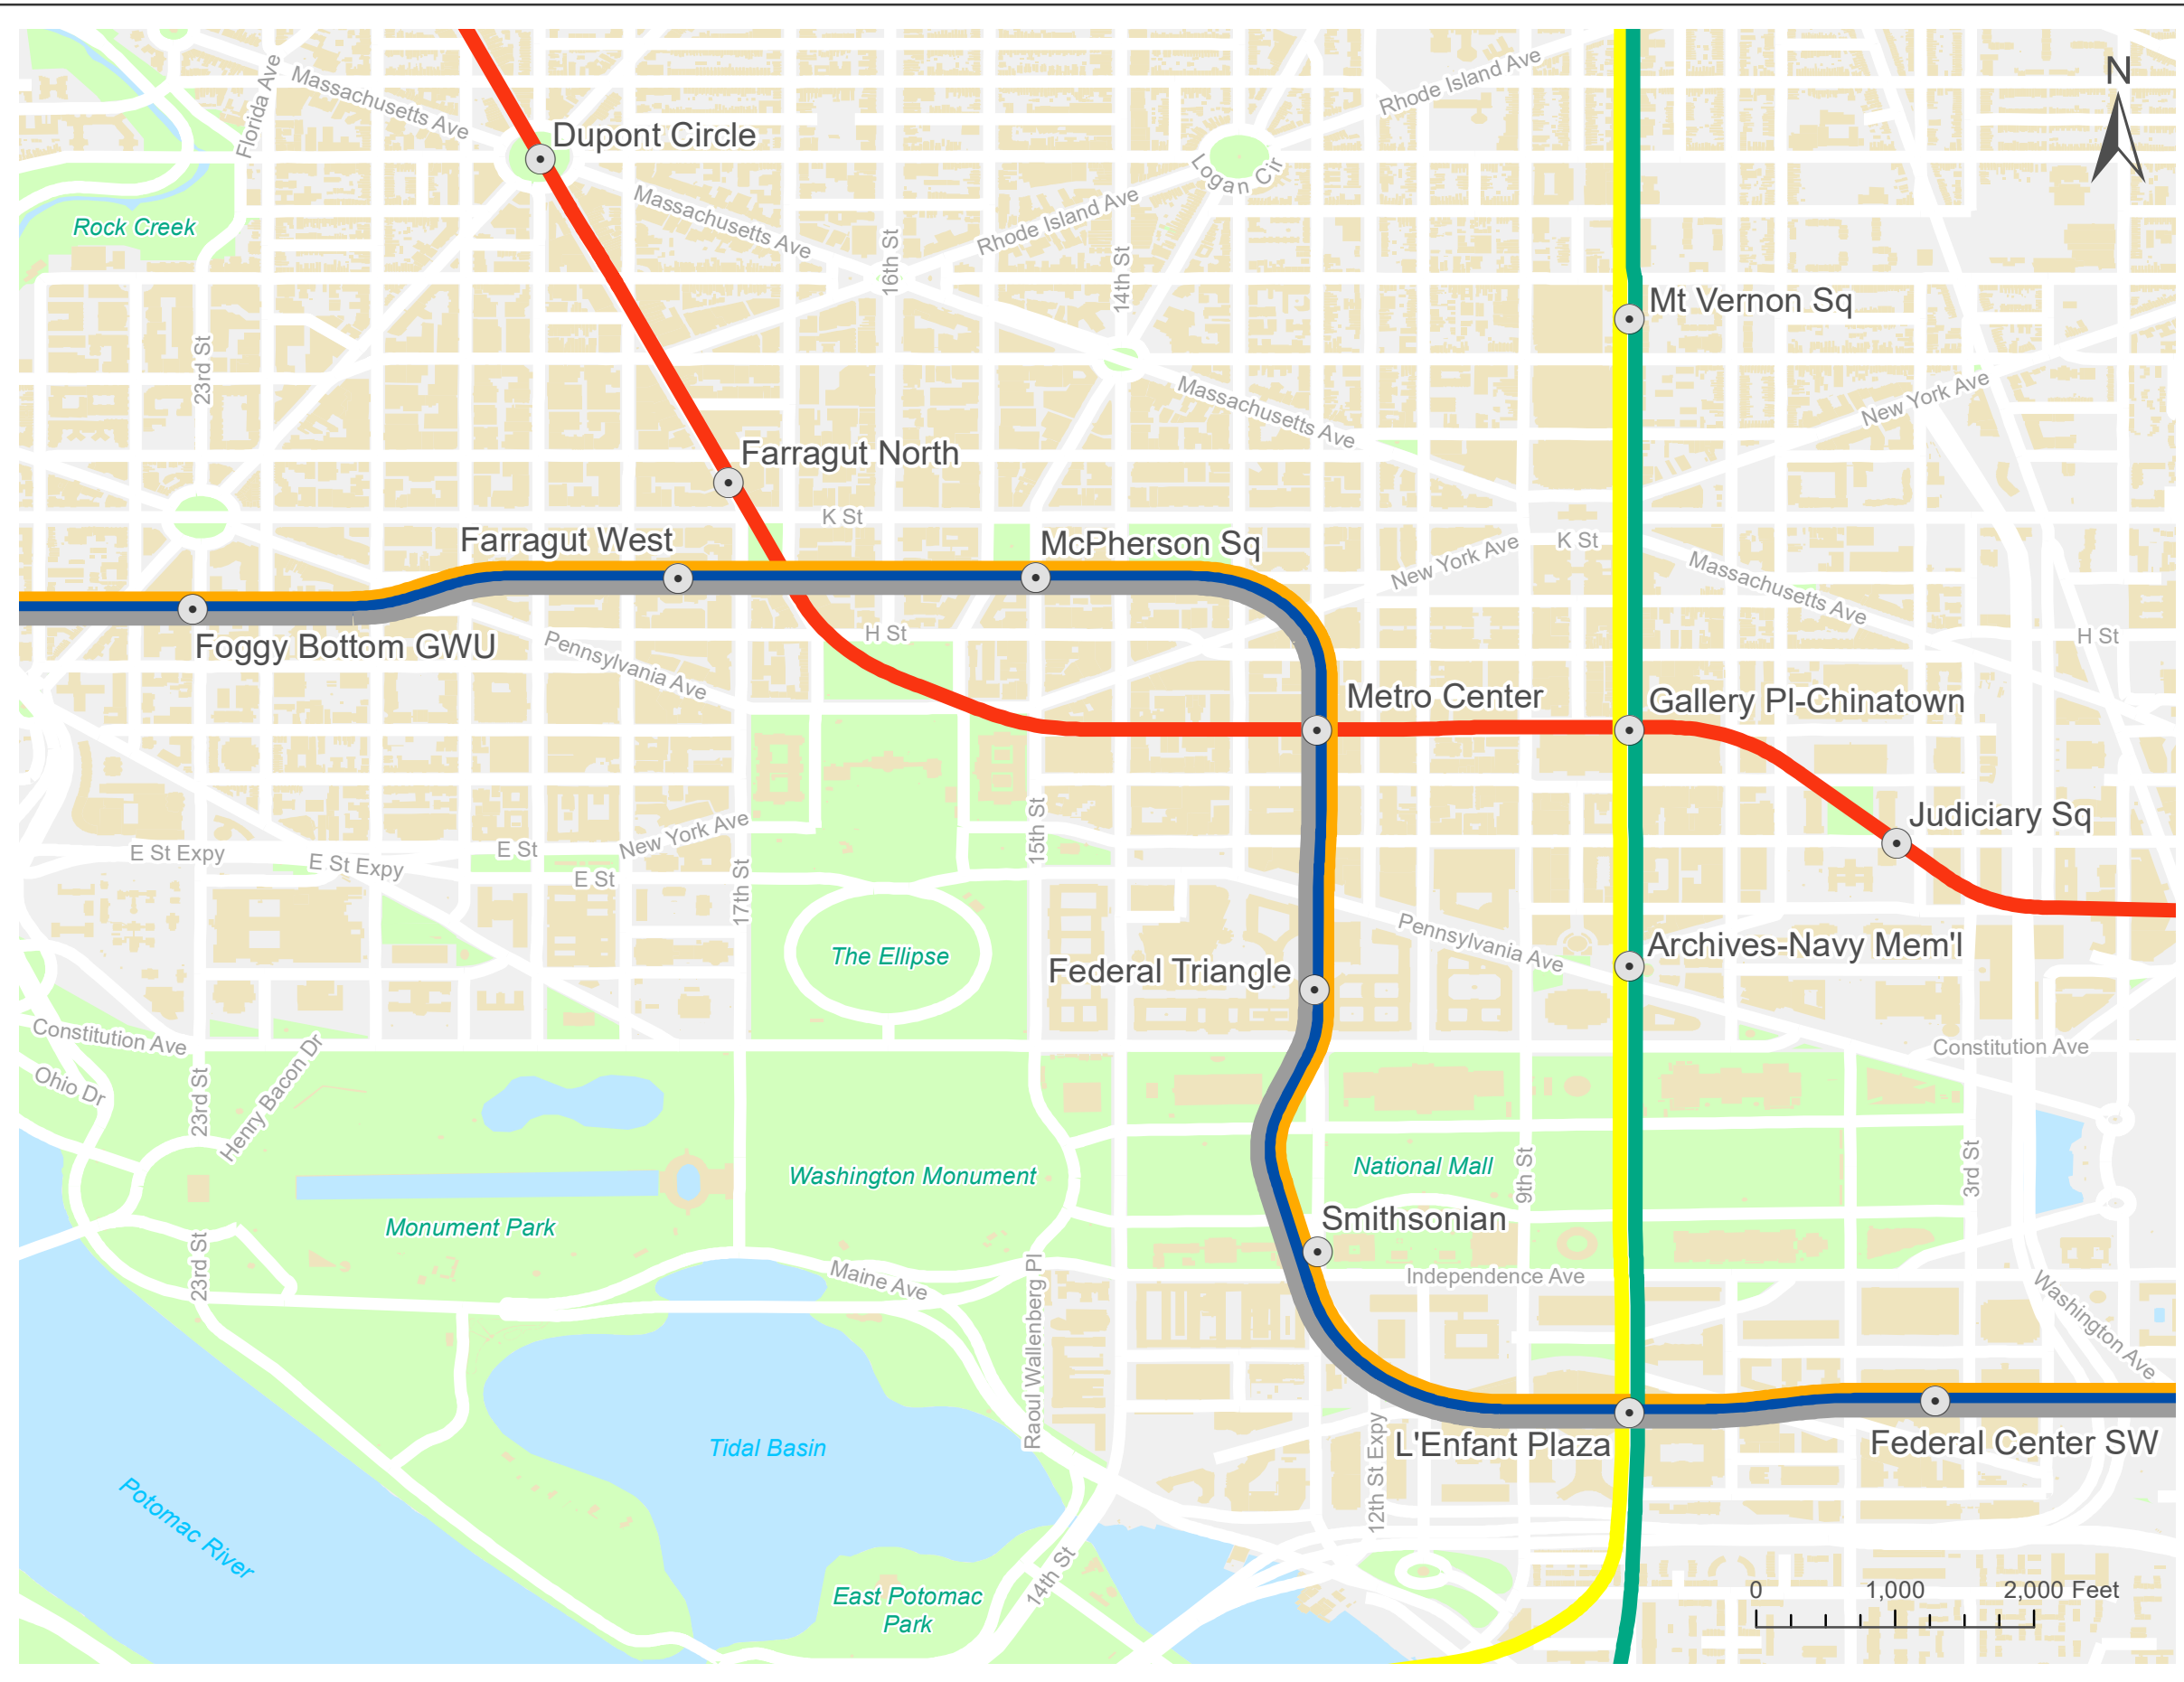 N
Florida Ave
Massachusetts Ave
Rhode Island Ave
Dupont Circle
Logan Cir
Rock Creek
Massachusetts Ave
Rhode Island Ave
16th St
14th St
Mt Vernon Sq
23rd St
Massachusetts Ave
New York Ave
Farragut North
K St
Farragut West
McPherson Sq
New York Ave
K St
Massachusetts Ave
Foggy Bottom GWU
Pennsylvania Ave
H St
H St
Metro Center
Gallery Pl-Chinatown
Judiciary Sq
New York Ave
15th St
E St Expy
E St Expy
E St
E St
17th St
The Ellipse
Federal Triangle
Pennsylvania Ave
Archives-Navy Mem'l
Constitution Ave
Constitution Ave
Ohio Dr
23rd St
Henry Bacon Dr
Washington Monument
National Mall
9th St
3rd St
Monument Park
Smithsonian
23rd St
Maine Ave
Raoul Wallenberg Pl
Independence Ave
Washington Ave
Tidal Basin
12th St Expy
L'Enfant Plaza
Federal Center SW
Potomac River
East Potomac
Park
14th St
0 1,000 2,000 Feet